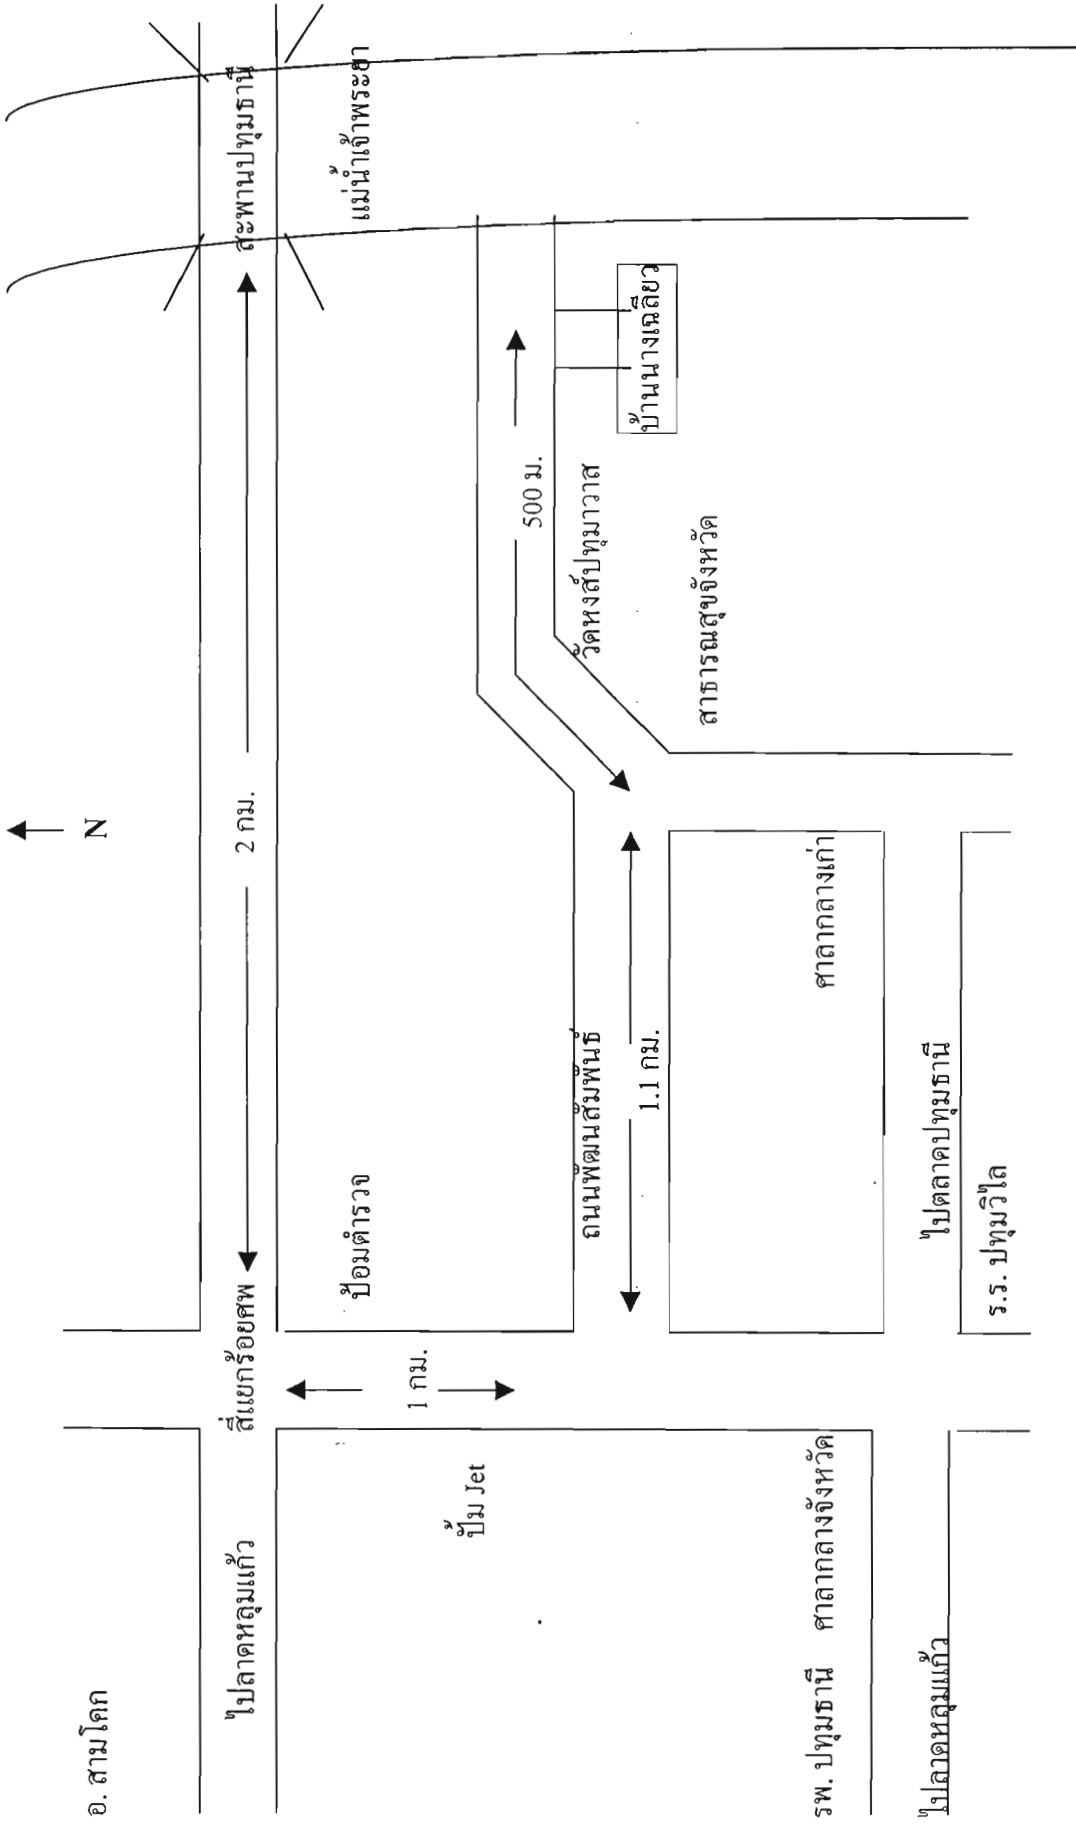 อ. สามโคก
N
ไปลาดหลุมแก้ว
สี่แยกร้อยศพ
2 กม.
สะพานปทุมธานี
แม่น้ำเจ้าพระยา
ป้อมตำรวจ
1 กม.
ปั้ม Jet
500 ม.
วัดหงส์ปทุมาวาส
บ้านนางเฉลียว
ถนนพัฒนสัมพันธ์
1.1 กม.
สาธารณสุขจังหวัด
รพ. ปทุมธานี
ศาลากลางจังหวัด
ศาลากลางเก่า
ไปลาดหลุมแก้ว
ไปตลาดปทุมธานี
ร.ร. ปทุมวิไล